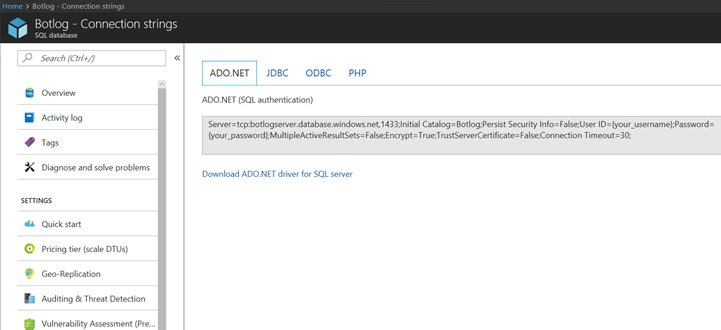 Home > Botlog - Connection strings
Botlog - Connection strings
SQL database
Search (Ctrl+/)
Overview
Activity log
Tags
Diagnose and solve problems
SETTINGS
Quick start
Pricing tier (scale DTUs)
Geo-Replication
Auditing & Threat Detection
Vulnerability Assessment (Pre...
ADO.NET JDBC ODBC PHP
ADO.NET (SQL authentication)
Server=tcp:botlogserver.database.windows.net,1433;Initial Catalog=Botlog;Persist Security Info=False;User ID={your_username};Password=
{your_password};MultipleActiveResultSets=False;Encrypt=True;TrustServerCertificate=False;Connection Timeout=30;
Download ADO.NET driver for SQL server